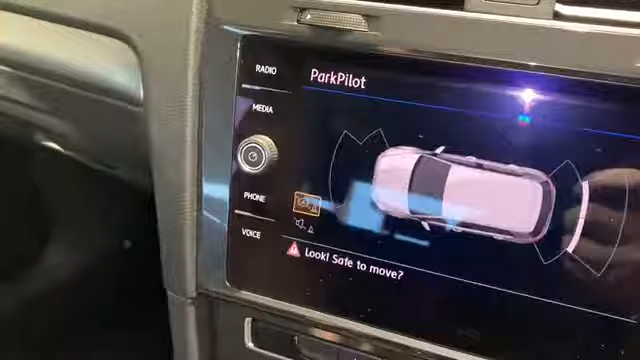 RADIO
ParkPilot
MEDIA
PHONE
VOICE
Look! Safe to move?